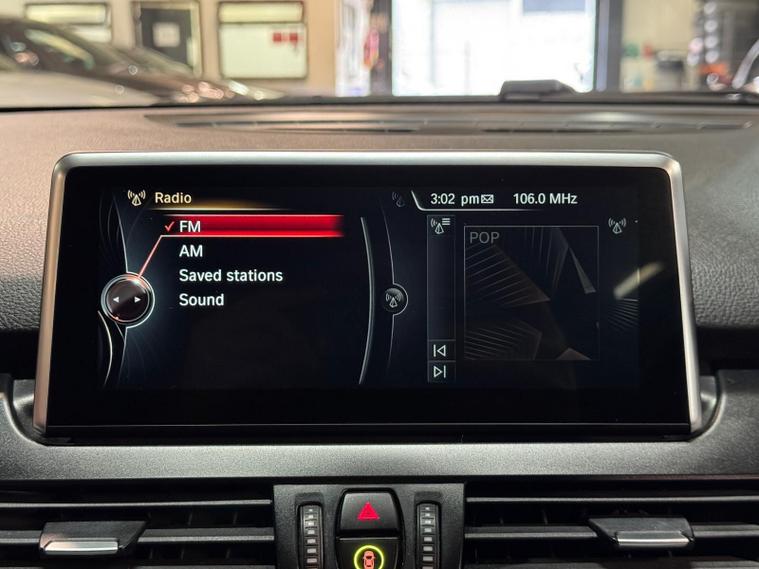 Radio
3:02 pm 106.0 MHz
FM
AM
Saved stations
Sound
POP